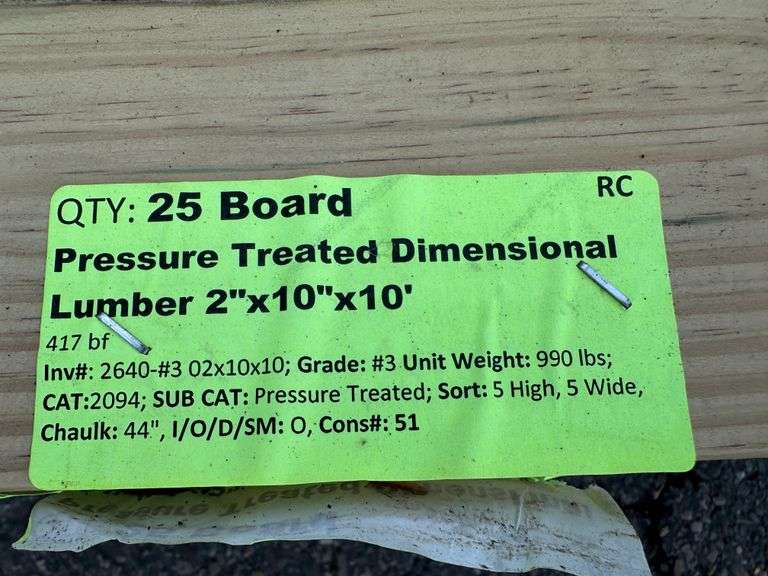 QTY: 25 Board
RC
Pressure Treated Dimensional
Lumber 2"x10"x10'
417 bf
Inv#: 2640-#3 02x10x10; Grade: #3 Unit Weight: 990 lbs;
CAT:2094; SUB CAT: Pressure Treated; Sort: 5 High, 5 Wide,
Chaulk: 44", I/O/D/SM: O, Cons#: 51
Pressure Treated